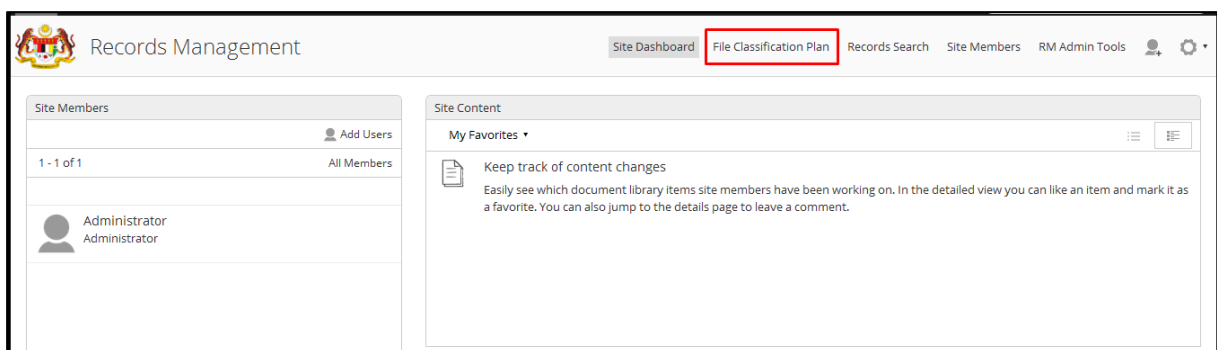 Records Management
Site Dashboard File Classification Plan Records Search Site Members RM Admin Tools
Site Members
Add Users
1 - 1 of 1 All Members
Administrator
Administrator
Site Content
My Favorites
Keep track of content changes
Easily see which document library items site members have been working on. In the detailed view you can like an item and mark it as
a favorite. You can also jump to the details page to leave a comment.